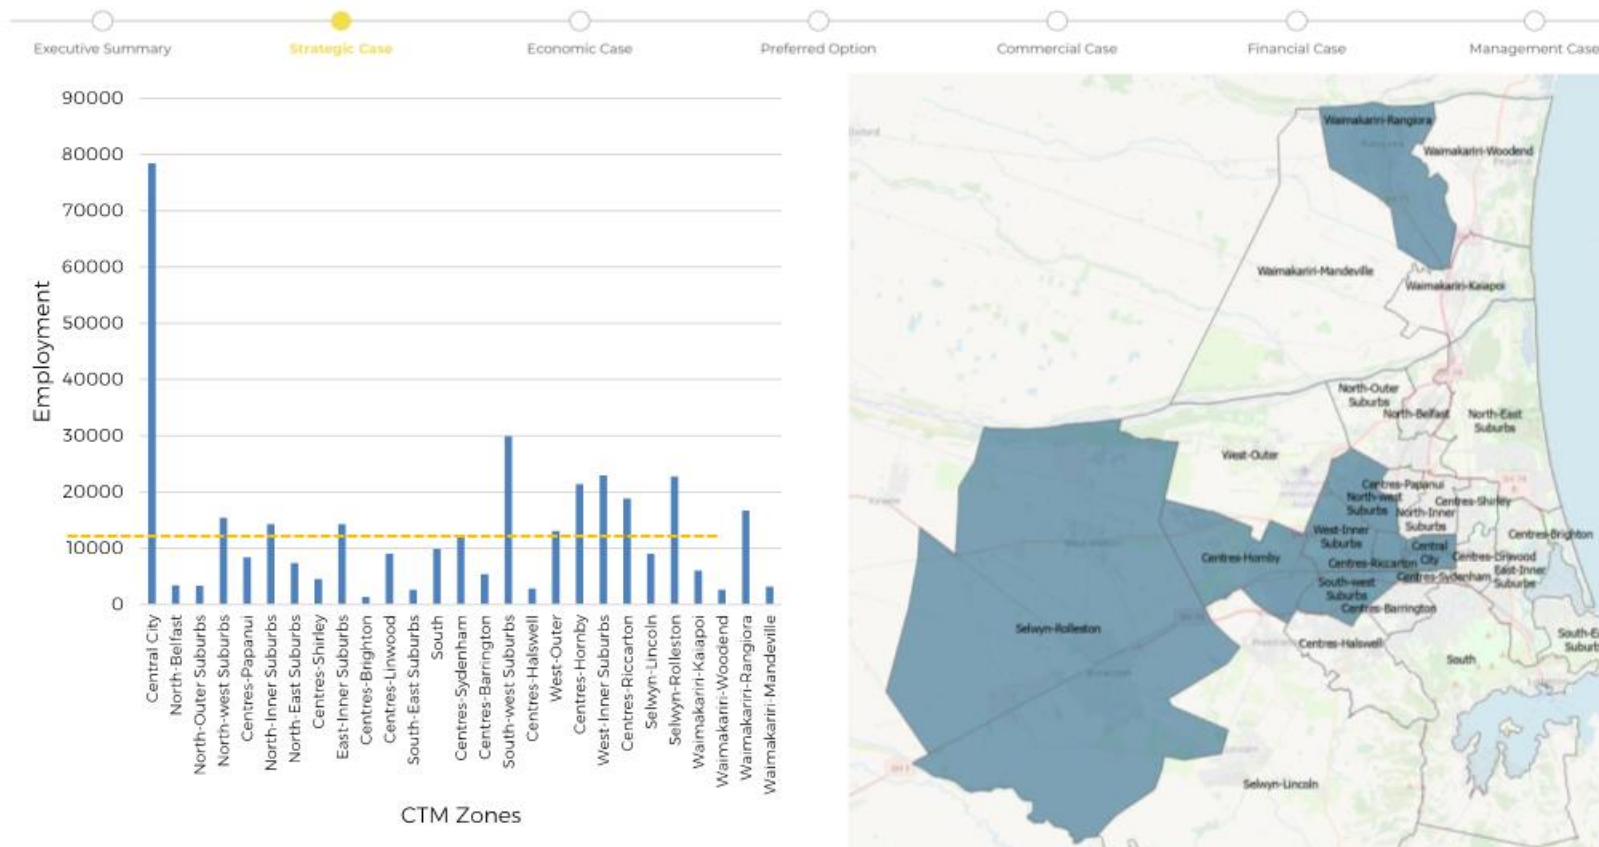 Executive Summary
Strategic Case
Economic Case
Preferred Option
Commercial Case
Financial Case
Management Case
90000
80000
70000
60000
50000
40000
30000
20000
10000
0
Employment
Central City
North-Belfast
North-Outer Suburbs
North-west Suburbs
Centres-Papanui
North-Inner Suburbs
North-East Suburbs
Centres-Shirley
East-Inner Suburbs
Centres-Brighton
Centres-Linwood
South-East Suburbs
South
Centres-Sydenham
Centres-Barrington
South-west Suburbs
Centres-Halswell
West-Outer
Centres-Hornby
West-Inner Suburbs
Centres-Riccarton
Selwyn-Lincoln
Selwyn-Rolleston
Waimakariri-Kaiapoi
Waimakariri-Woodend
Waimakariri-Rangiora
Waimakariri-Mandeville
CTM Zones
Waimakariri-Rangiora
Waimakariri-Woodend
Waimakariri-Mandeville
Waimakariri-Kaiapoi
North-Outer
Suburbs
North-Belfast
North-East
Suburbs
West-Outer
Centres-Papanui
North-west
Suburbs
Centres-Shirley
North-Inner
Suburbs
West-Inner
Suburbs
Centres-Brighton
Central
City
Centres-Hornby
Centres-Riccarton
Centres-Linwood
East-Inner
Suburbs
Centres-Sydenham
South-west
Suburbs
Centres-Barrington
Selwyn-Rolleston
Centres-Halswell
South
Selwyn-Lincoln